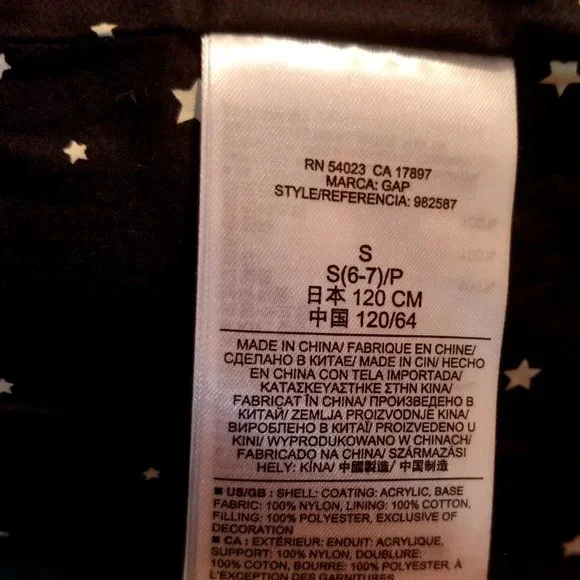 RN 54023 CA 17897
MARCA: GAP
STYLE/REFERENCIA: 982587
S
S(6-7)/P
日本 120 CM
中国 120/64
MADE IN CHINA/ FABRIQUE EN CHINE/
СДЕЛАНО В КИТАЕ/ MADE IN CIN/ HECHO
EN CHINA CON TELA IMPORTADA/
ΚΑΤΑΣΚΕΥΑΣΤΗΚΕ ΣΤΗΝ ΚΙΝΑ/
FABRICAT ÎN CHINA/ ПРОИЗВЕДЕНО В
КИТАЙ/ ZEMLJA PROIZVODNJE KINA/
ВИРОБЛЕНО В КИТАЇ/ PROIZVEDENO U
KINI/ WYPRODUKOWANO W CHINACH/
FABRICADO NA CHINA/ SZÁRMAZÁSI
HELY: KÍNA/ 中國製造/ 中国制造
■ US/GB : SHELL: COATING: ACRYLIC, BASE
FABRIC: 100% NYLON, LINING: 100% COTTON,
FILLING: 100% POLYESTER, EXCLUSIVE OF
DECORATION
■ CA : EXTÉRIEUR: ENDUIT: ACRYLIQUE,
SUPPORT: 100% NYLON, DOUBLURE:
100% COTON, BOURRE: 100% POLYESTER, À
L'EXCEPTION DES GARNITURES